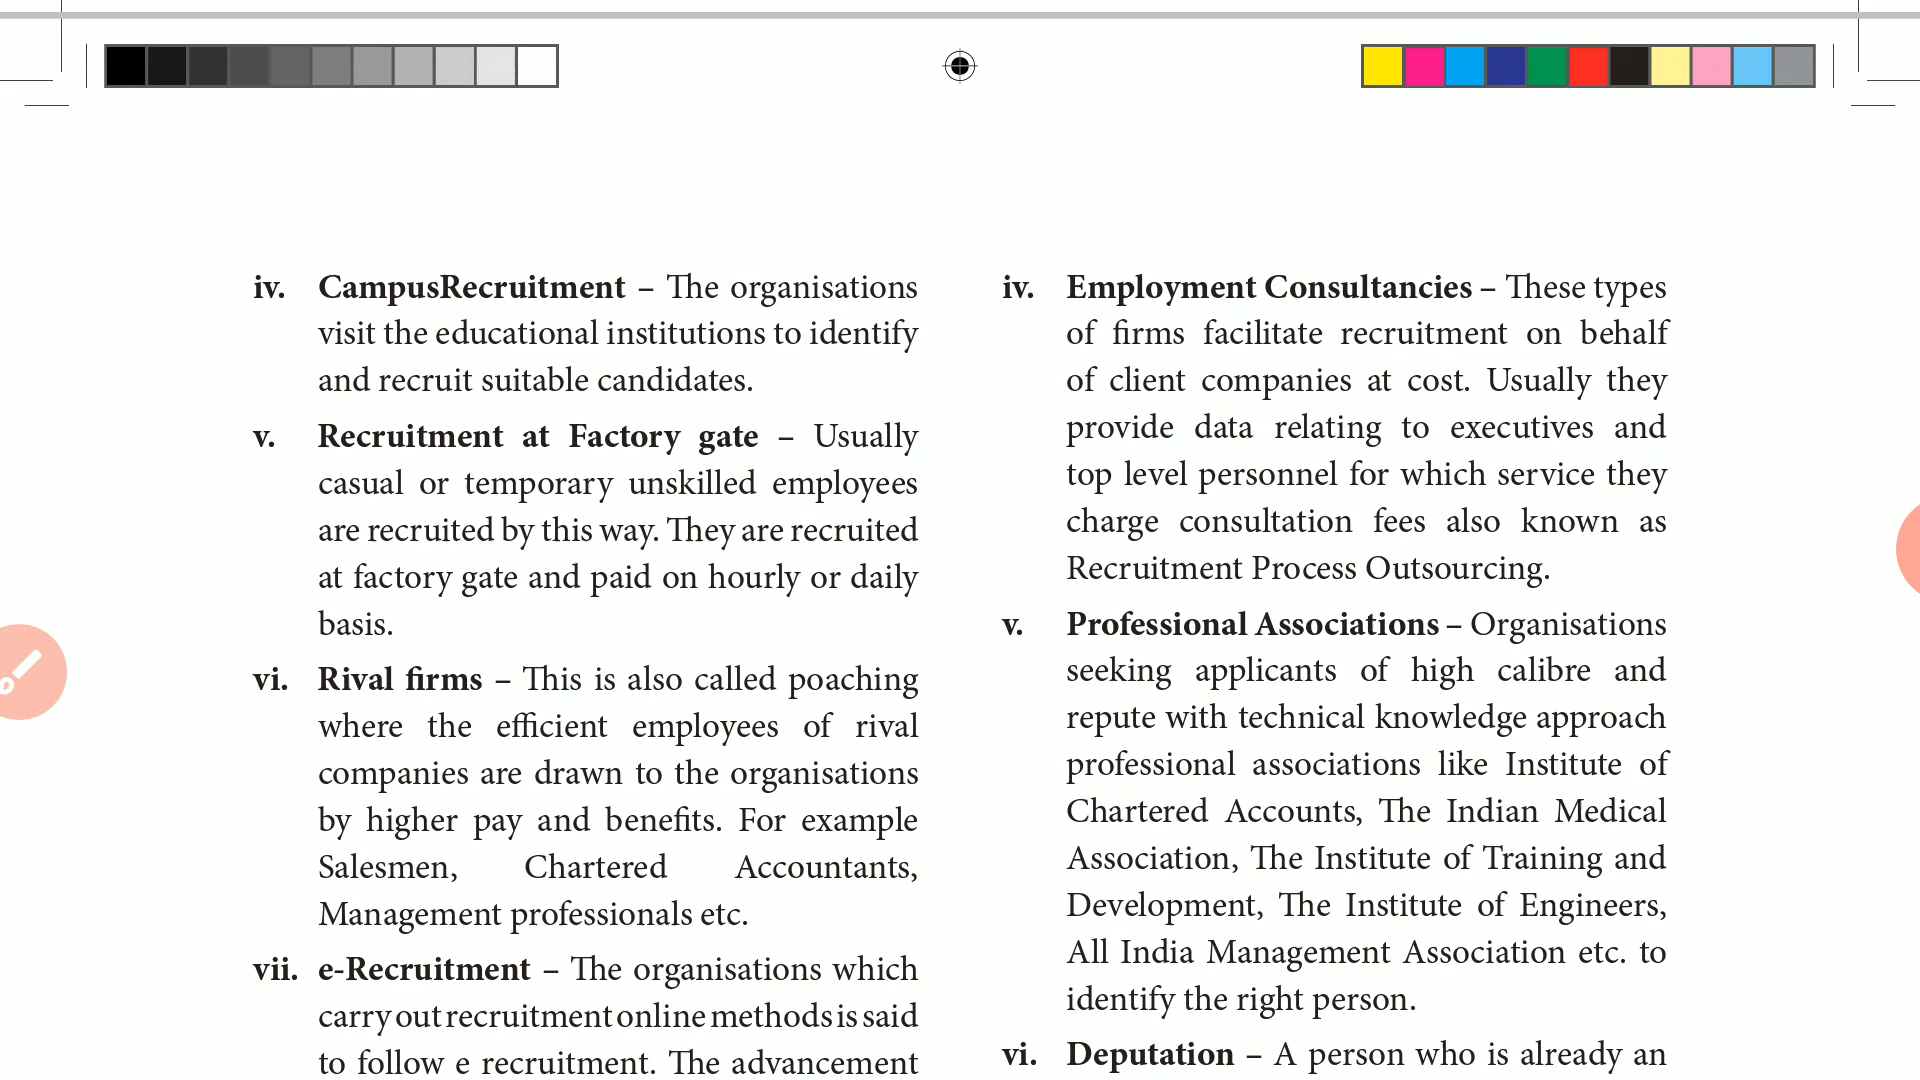 iv. CampusRecruitment – The organisations
visit the educational institutions to identify
and recruit suitable candidates.
v. Recruitment at Factory gate – Usually
casual or temporary unskilled employees
are recruited by this way. They are recruited
at factory gate and paid on hourly or daily
basis.
vi. Rival firms – This is also called poaching
where the efficient employees of rival
companies are drawn to the organisations
by higher pay and benefits. For example
Salesmen, Chartered Accountants,
Management professionals etc.
vii. e-Recruitment – The organisations which
carry out recruitment online methods is said
to follow e recruitment. The advancement
iv. Employment Consultancies – These types
of firms facilitate recruitment on behalf
of client companies at cost. Usually they
provide data relating to executives and
top level personnel for which service they
charge consultation fees also known as
Recruitment Process Outsourcing.
v. Professional Associations – Organisations
seeking applicants of high calibre and
repute with technical knowledge approach
professional associations like Institute of
Chartered Accounts, The Indian Medical
Association, The Institute of Training and
Development, The Institute of Engineers,
All India Management Association etc. to
identify the right person.
vi. Deputation – A person who is already an